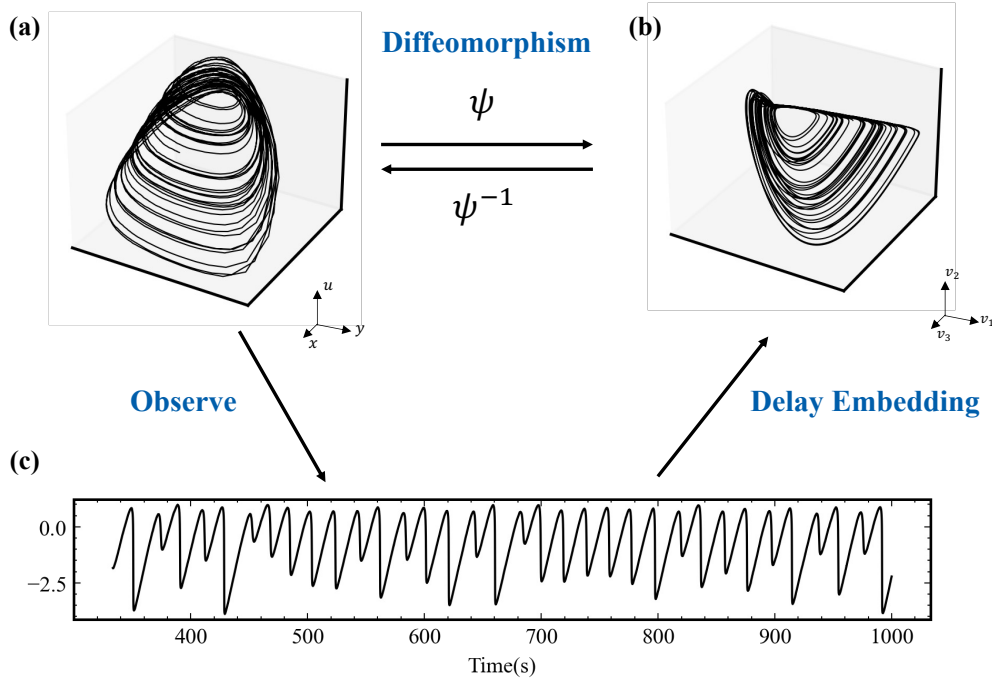 (a)
Diffeomorphism
(b)
ψ
ψ⁻¹
u
y
x
v₂
v₁
v₃
Observe
Delay Embedding
(c)
0.0
−2.5
400 500 600 700 800 900 1000
Time(s)